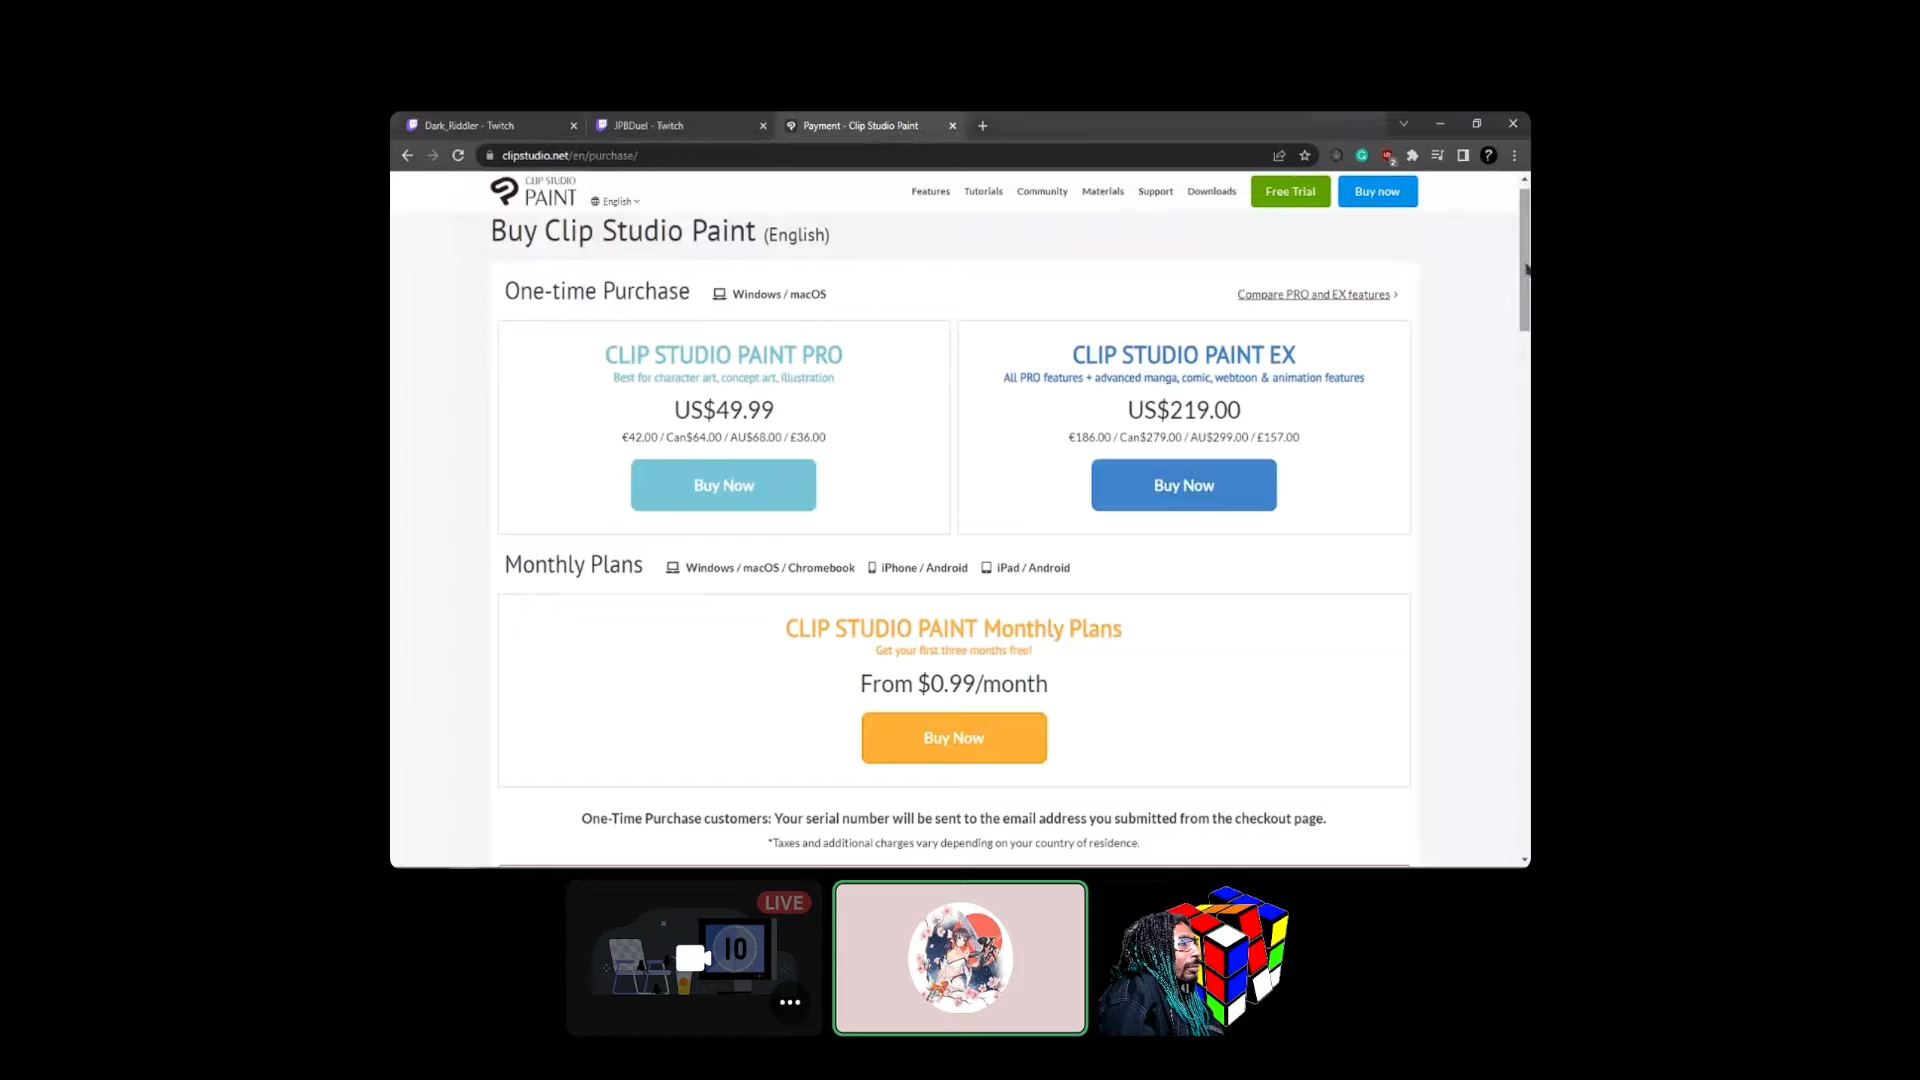 Dark_Riddler - Twitch
JPBDuel - Twitch
Payment - Clip Studio Paint
clipstudio.net/en/purchase/
CLIP STUDIO
PAINT
English
Features
Tutorials
Community
Materials
Support
Downloads
Free Trial
Buy now
Buy Clip Studio Paint (English)
One-time Purchase
Windows / macOS
Compare PRO and EX features
CLIP STUDIO PAINT PRO
Best for character art, concept art, illustration
US$49.99
€42.00 / Can$64.00 / AU$68.00 / £36.00
Buy Now
CLIP STUDIO PAINT EX
All PRO features + advanced manga, comic, webtoon & animation features
US$219.00
€186.00 / Can$279.00 / AU$299.00 / £157.00
Buy Now
Monthly Plans
Windows / macOS / Chromebook
iPhone / Android
iPad / Android
CLIP STUDIO PAINT Monthly Plans
Get your first three months free!
From $0.99/month
Buy Now
One-Time Purchase customers: Your serial number will be sent to the email address you submitted from the checkout page.
*Taxes and additional charges vary depending on your country of residence.
LIVE
10